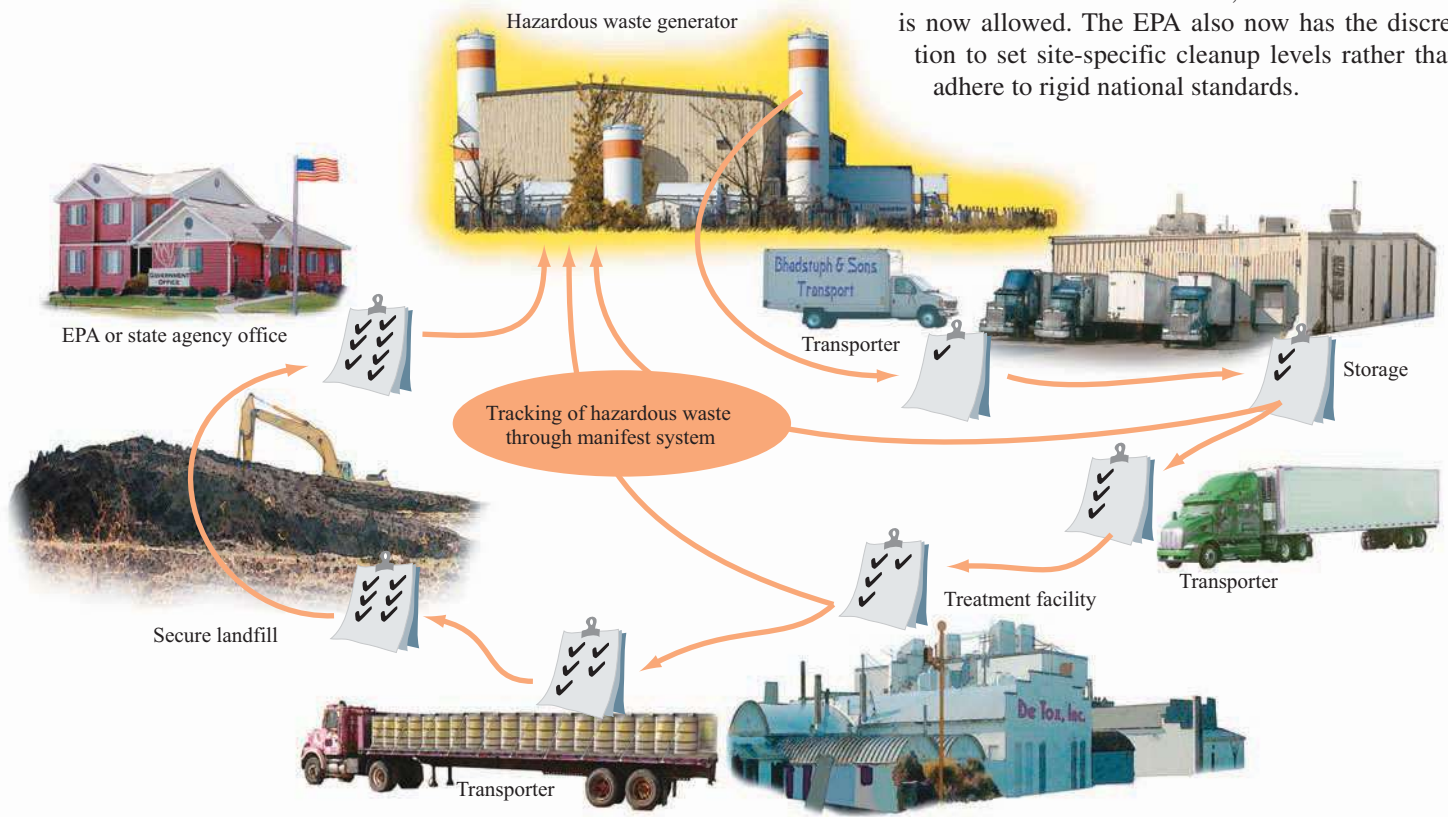 Hazardous waste generator
is now allowed. The EPA also now has the discre-
tion to set site-specific cleanup levels rather tha
adhere to rigid national standards.
GOVERNMENT
OFFICE
EPA or state agency office
Bhadstuph & Sons
Transport
Transporter
Storage
Tracking of hazardous waste
through manifest system
Transporter
Treatment facility
Secure landfill
De Tox, Inc.
Transporter